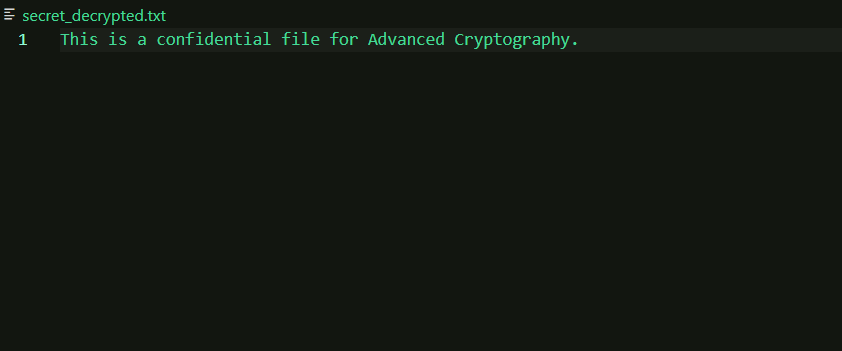 secret_decrypted.txt
1 This is a confidential file for Advanced Cryptography.